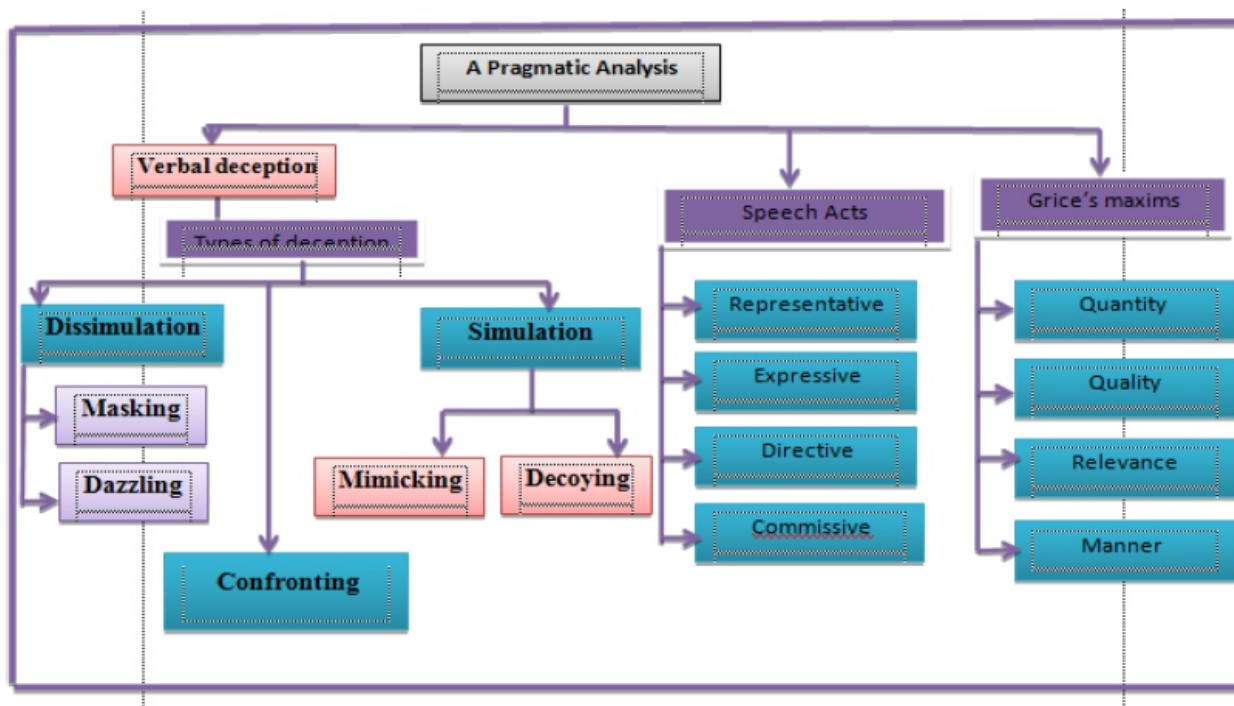 A Pragmatic Analysis
Verbal deception
Types of deception
Speech Acts
Grice's maxims
Dissimulation
Simulation
Representative
Quantity
Expressive
Quality
Masking
Directive
Relevance
Dazzling
Mimicking
Decoying
Commissive
Manner
Confronting